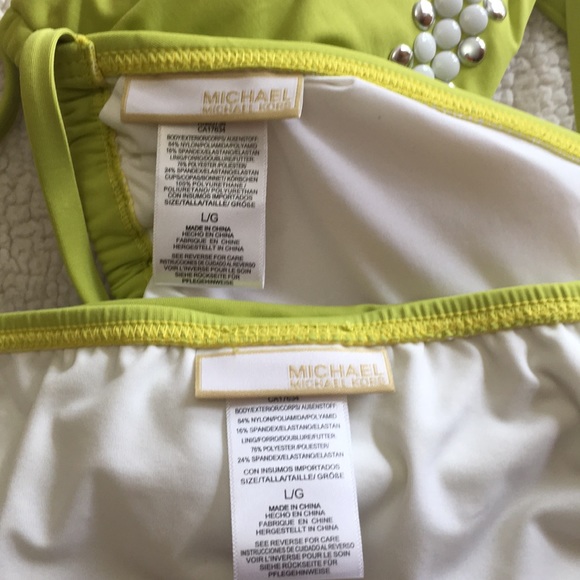 MICHAEL
MICHAEL KORS
CA17634
BODY/EXTERIOR/CORPS/ AUßENSTOFF:
84% NYLON/POLIAMIDA/POLYAMID
16% SPANDEX/ELASTANO/ELASTAN
LINIG/FORRO/DOUBLURE/FUTTER:
76% POLYESTER /POLIESTER
24% SPANDEX/ELASTANO/ELASTAN
CUPS/COPAS/BONNET/ KÖRBCHEN
100% POLYURETHANE /
POLIURETANO/ POLYURETHAN
CON INSUMOS IMPORTADOS
SIZE/TALLA/TAILLE/ GRÖSE
L/G
MADE IN CHINA
HECHO EN CHINA
FABRIQUE EN CHINE
HERGESTELLT IN CHINA
SEE REVERSE FOR CARE
INSTRUCCIONES DE CUIDADO AL REVERSO
VOIR L'INVERSE POUR LE SOIN
SIEHE RÜCKSEITE FÜR
PFLEGEHINWEISE
MICHAEL
MICHAEL KORS
CA17634
BODY/EXTERIOR/CORPS/ AUßENSTOFF:
84% NYLON/POLIAMIDA/POLYAMID
16% SPANDEX/ELASTANO/ELASTAN
LINIG/FORRO/DOUBLURE/FUTTER:
76% POLYESTER /POLIESTER
24% SPANDEX/ELASTANO/ELASTAN
CON INSUMOS IMPORTADOS
SIZE/TALLA/TAILLE/ GRÖSE
L/G
MADE IN CHINA
HECHO EN CHINA
FABRIQUE EN CHINE
HERGESTELLT IN CHINA
SEE REVERSE FOR CARE
INSTRUCCIONES DE CUIDADO AL REVERSO
VOIR L'INVERSE POUR LE SOIN
SIEHE RÜCKSEITE FÜR
PFLEGEHINWEISE